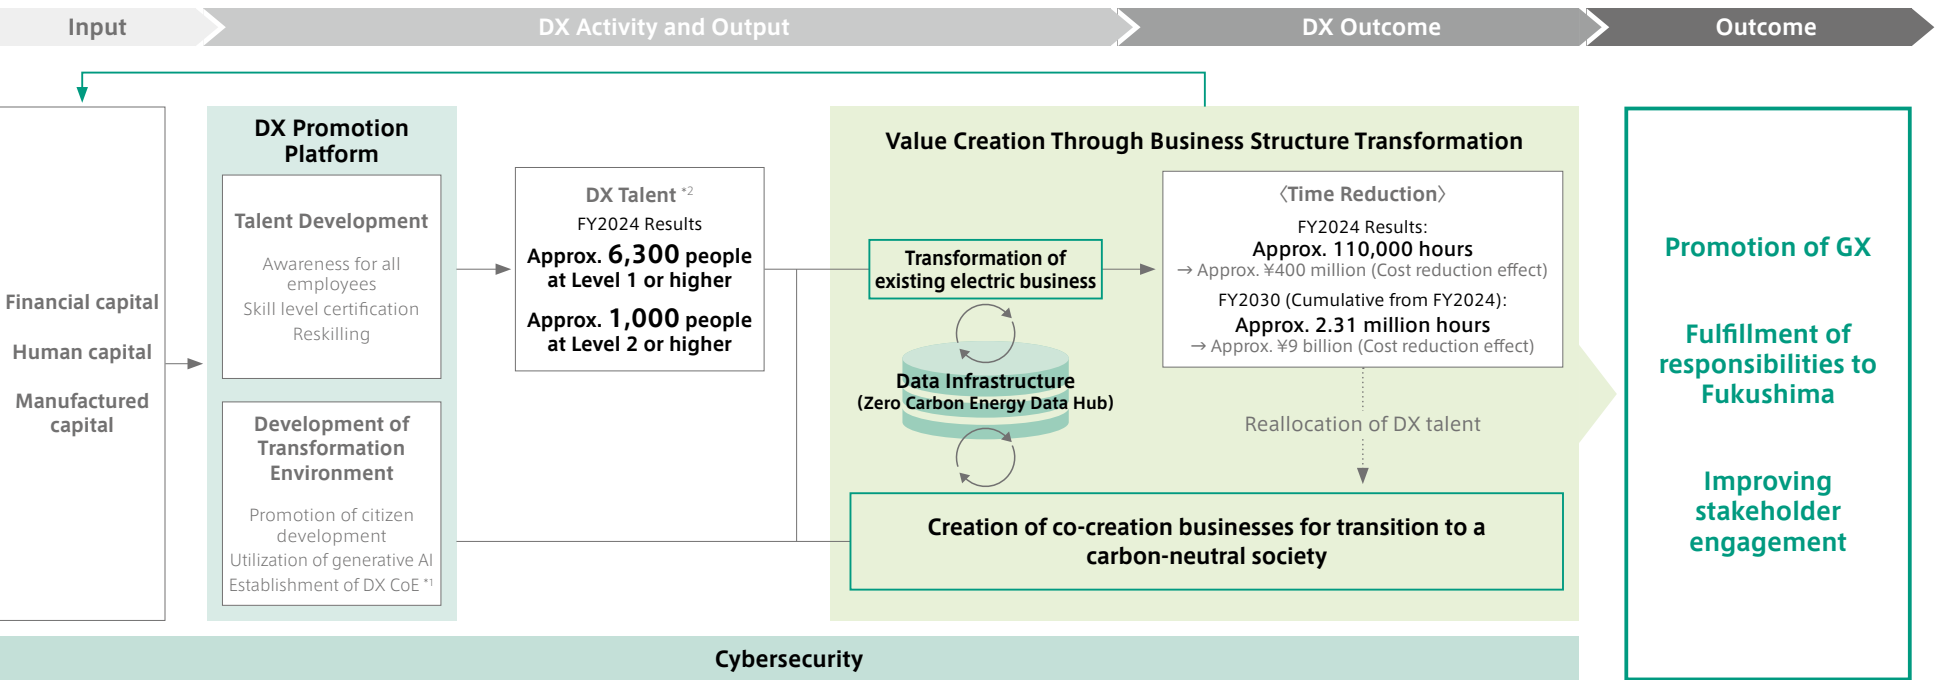 Input
DX Activity and Output
DX Outcome
Outcome
Financial capital
Human capital
Manufactured
capital
DX Promotion
Platform
Talent Development
Awareness for all
employees
Skill level certification
Reskilling
Development of
Transformation
Environment
Promotion of citizen
development
Utilization of generative AI
Establishment of DX CoE *1
DX Talent *2
FY2024 Results
Approx. 6,300 people
at Level 1 or higher
Approx. 1,000 people
at Level 2 or higher
Value Creation Through Business Structure Transformation
Transformation of
existing electric business
Data Infrastructure
(Zero Carbon Energy Data Hub)
〈Time Reduction〉
FY2024 Results:
Approx. 110,000 hours
→ Approx. ¥400 million (Cost reduction effect)
FY2030 (Cumulative from FY2024):
Approx. 2.31 million hours
→ Approx. ¥9 billion (Cost reduction effect)
Reallocation of DX talent
Creation of co-creation businesses for transition to a
carbon-neutral society
Promotion of GX
Fulfillment of
responsibilities to
Fukushima
Improving
stakeholder
engagement
Cybersecurity